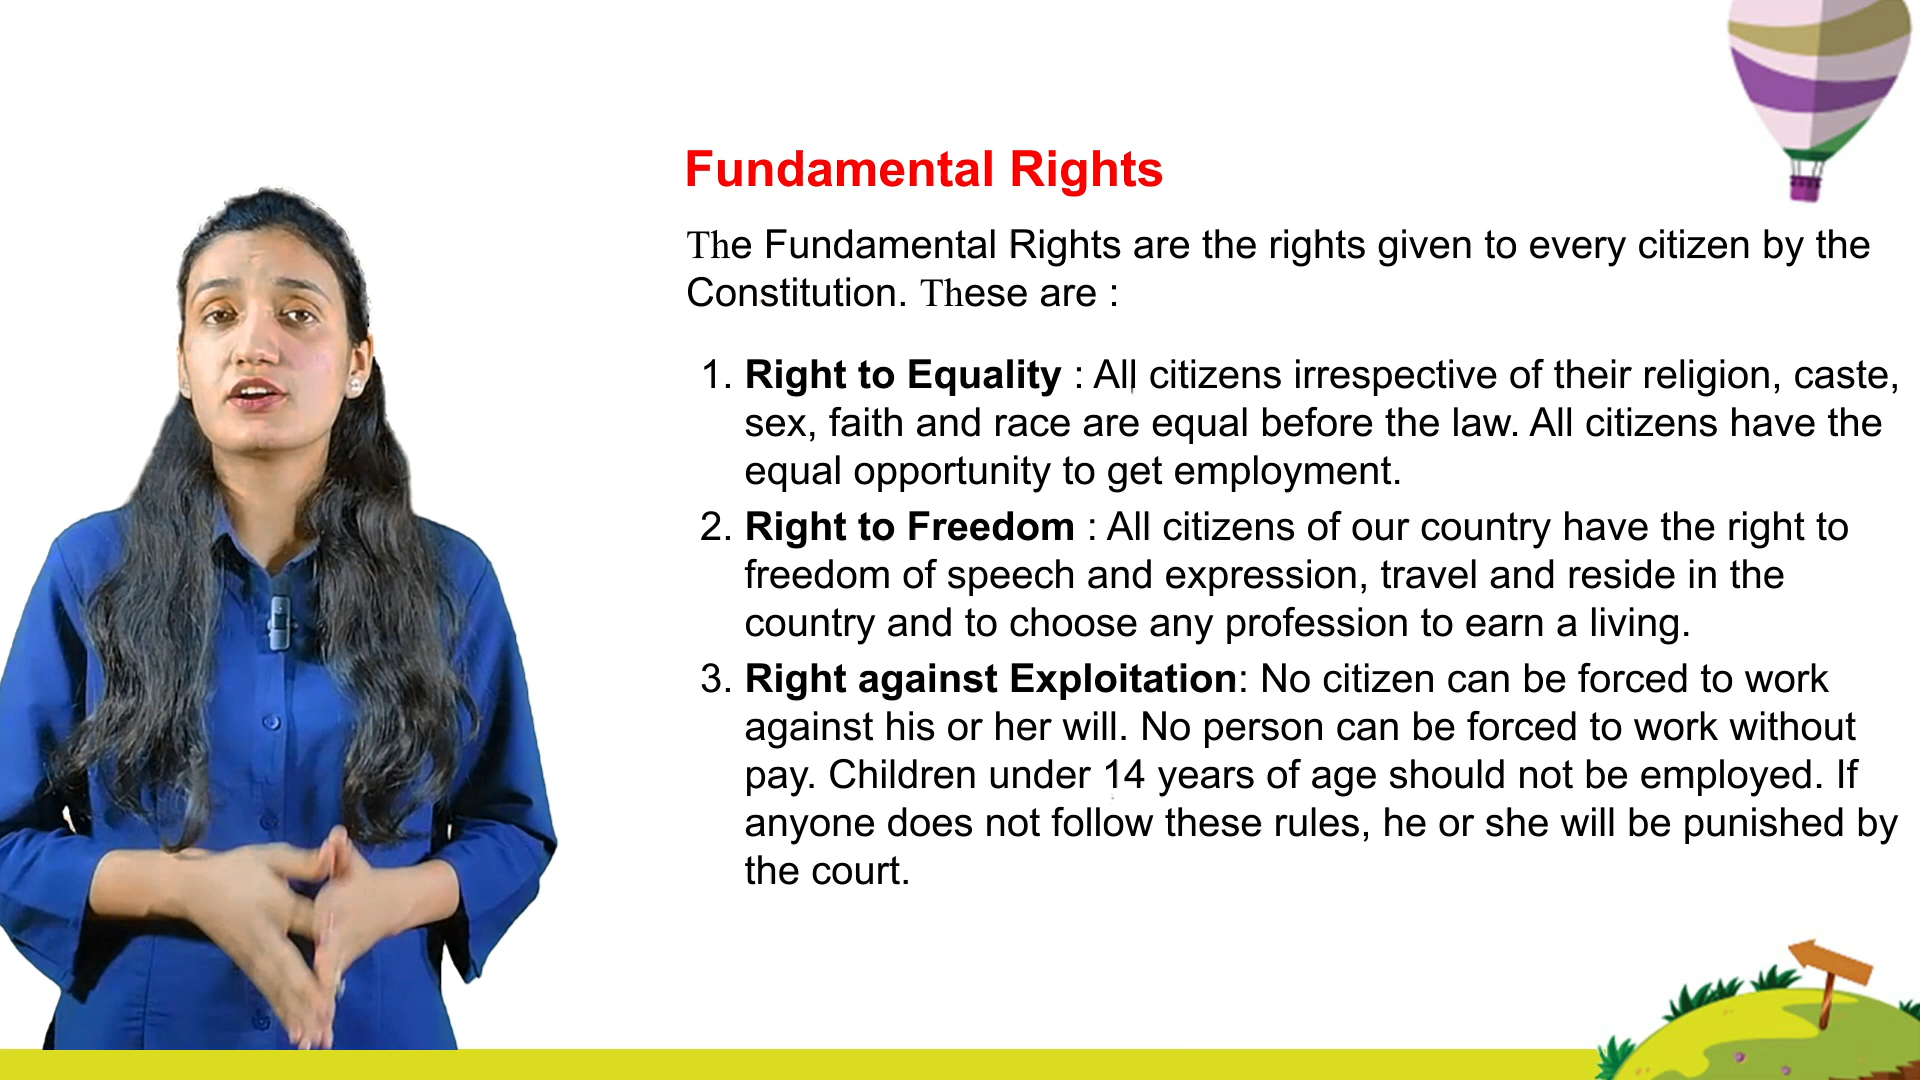 Fundamental Rights
The Fundamental Rights are the rights given to every citizen by the
Constitution. These are :
1. Right to Equality : All citizens irrespective of their religion, caste,
sex, faith and race are equal before the law. All citizens have the
equal opportunity to get employment.
2. Right to Freedom : All citizens of our country have the right to
freedom of speech and expression, travel and reside in the
country and to choose any profession to earn a living.
3. Right against Exploitation: No citizen can be forced to work
against his or her will. No person can be forced to work without
pay. Children under 14 years of age should not be employed. If
anyone does not follow these rules, he or she will be punished by
the court.